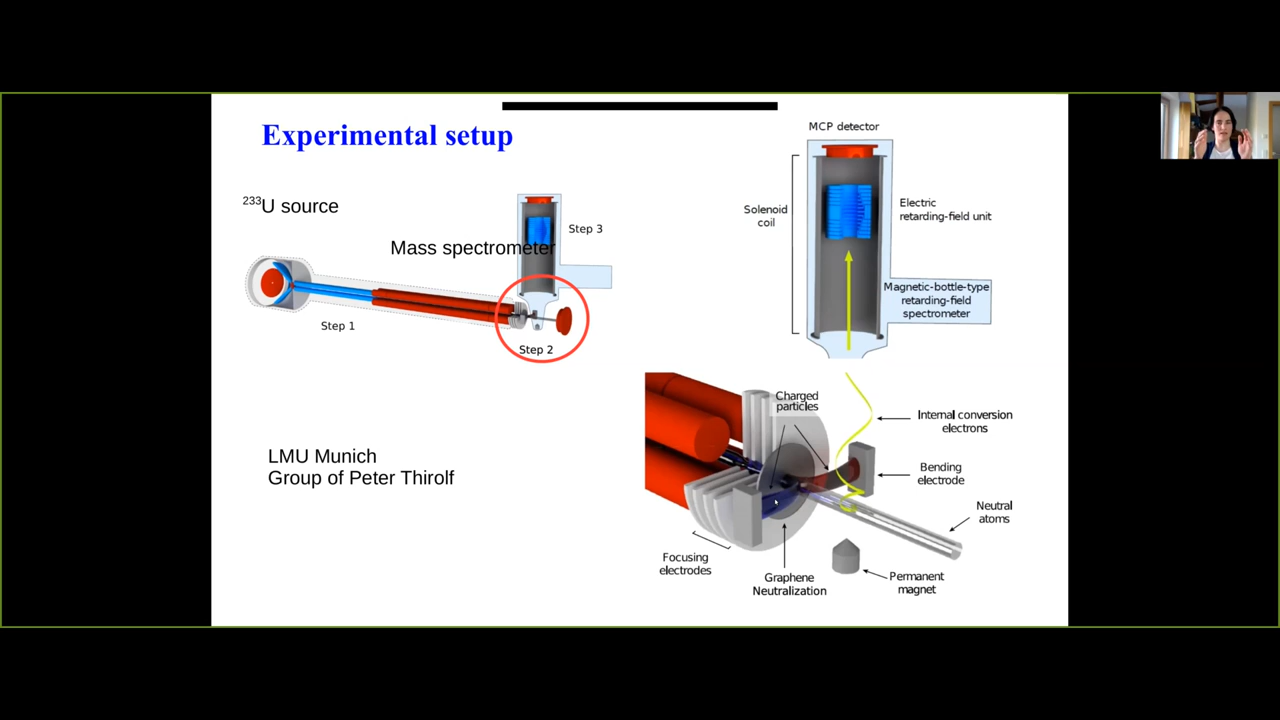 Experimental setup
²³³U source
Mass spectrometer
Step 3
Step 1
Step 2
LMU Munich
Group of Peter Thirolf
MCP detector
Solenoid
coil
Electric
retarding-field unit
Magnetic-bottle-type
retarding-field
spectrometer
Charged
particles
Internal conversion
electrons
Bending
electrode
Neutral
atoms
Focusing
electrodes
Graphene
Neutralization
Permanent
magnet